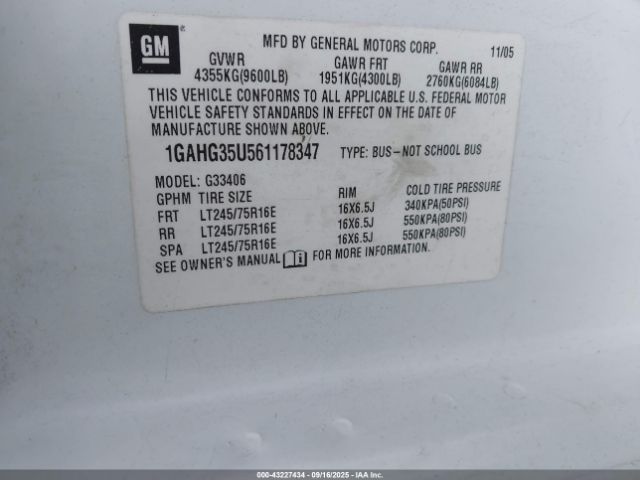 GM
MFD BY GENERAL MOTORS CORP. 11/05
GVWR GAWR FRT GAWR RR
4355KG(9600LB) 1951KG(4300LB) 2760KG(6084LB)
THIS VEHICLE CONFORMS TO ALL APPLICABLE U.S. FEDERAL MOTOR
VEHICLE SAFETY STANDARDS IN EFFECT ON THE DATE OF
MANUFACTURE SHOWN ABOVE.
1GAHG35U561178347 TYPE: BUS-NOT SCHOOL BUS
MODEL: G33406
GPHM TIRE SIZE RIM COLD TIRE PRESSURE
FRT LT245/75R16E 16X6.5J 340KPA(50PSI)
RR LT245/75R16E 16X6.5J 550KPA(80PSI)
SPA LT245/75R16E 16X6.5J 550KPA(80PSI)
SEE OWNER'S MANUAL i FOR MORE INFORMATION.
000-43227434 - 09/16/2025 - IAAI.COM